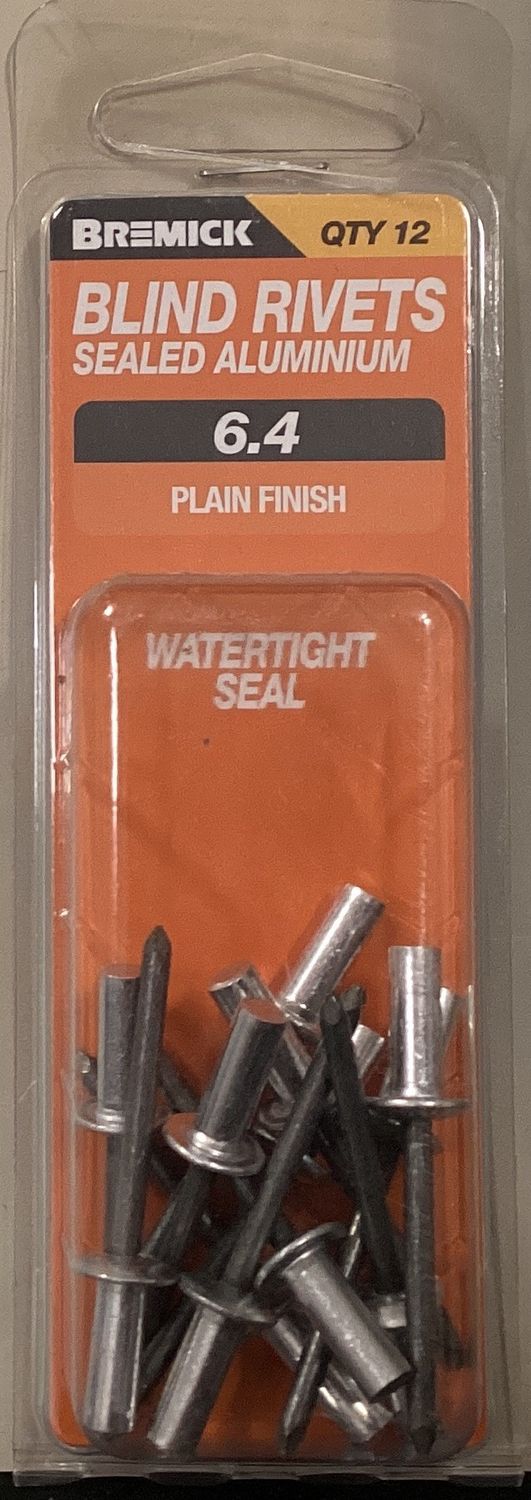 BREMICK QTY 12
BLIND RIVETS
SEALED ALUMINIUM
6.4
PLAIN FINISH
WATERTIGHT
SEAL